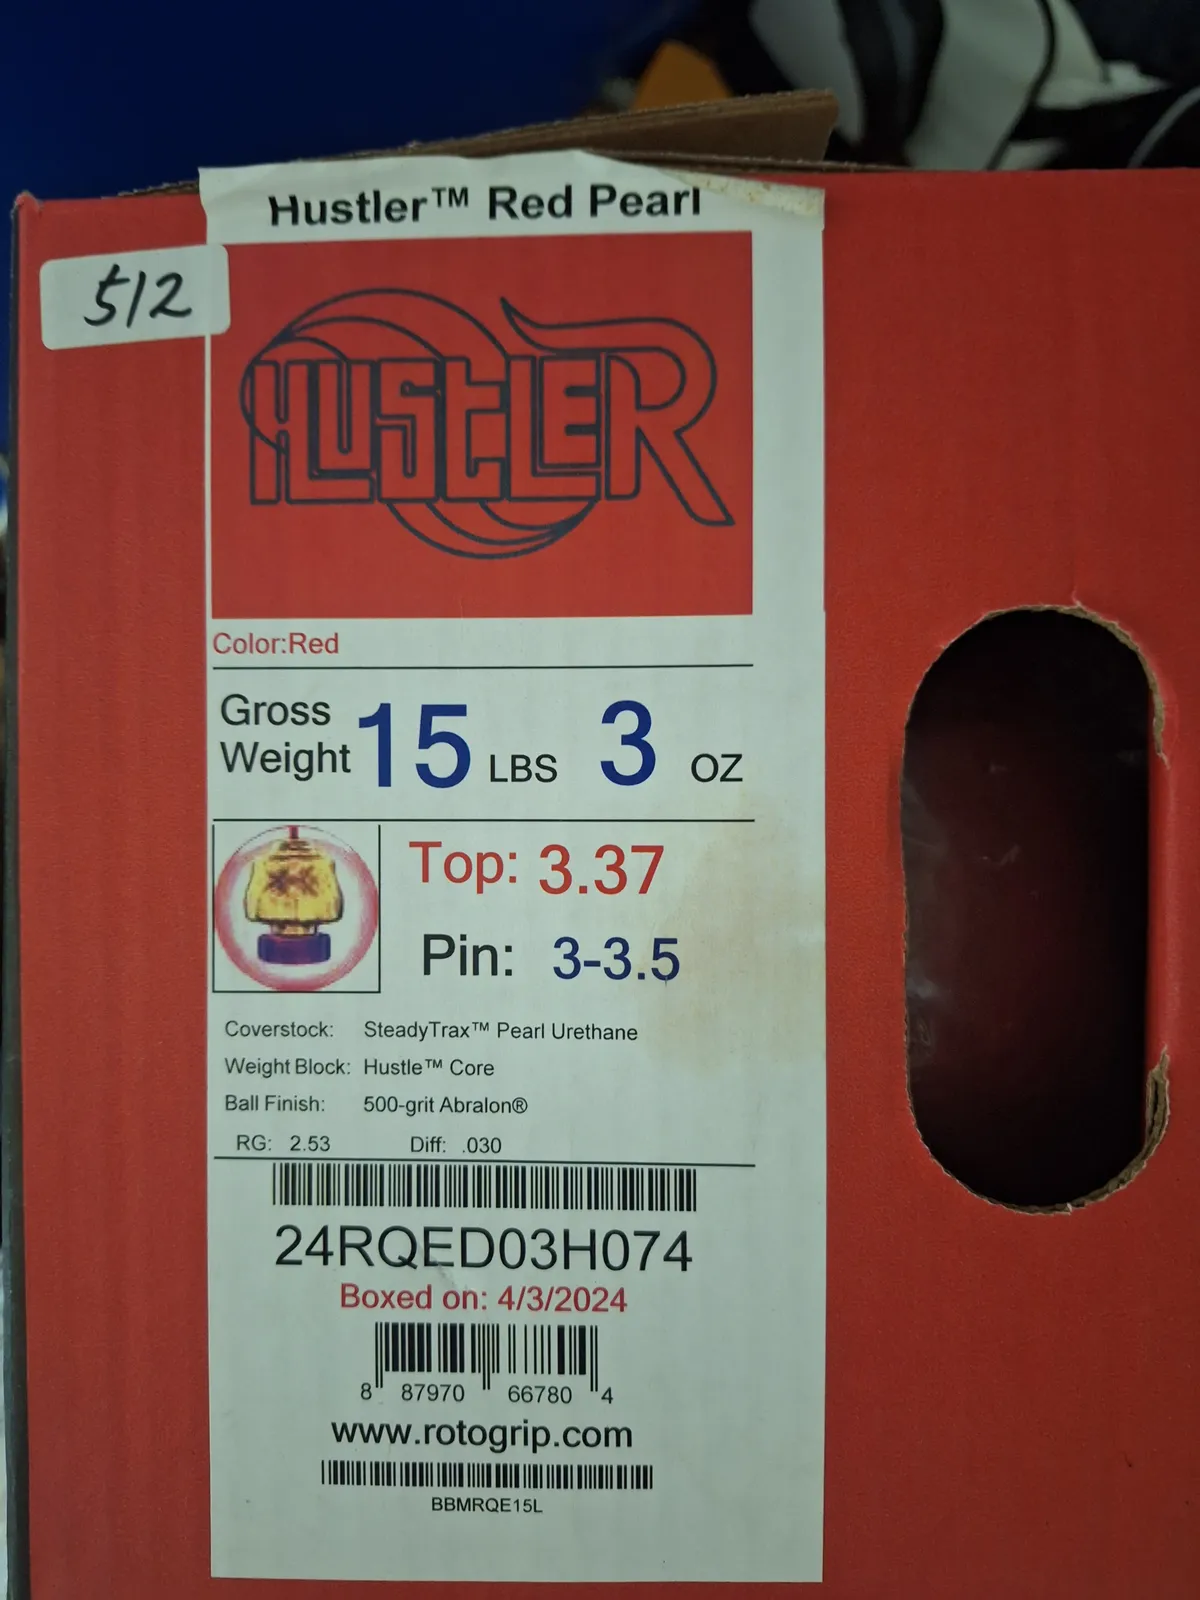 Hustler™ Red Pearl
512
HUSTLER
Color:Red
Gross Weight 15 LBS 3 OZ
Top: 3.37
Pin: 3-3.5
Coverstock: SteadyTrax™ Pearl Urethane
Weight Block: Hustle™ Core
Ball Finish: 500-grit Abralon®
RG: 2.53 Diff: .030
24RQED03H074
Boxed on: 4/3/2024
8 87970 66780 4
www.rotogrip.com
BBMRQE15L